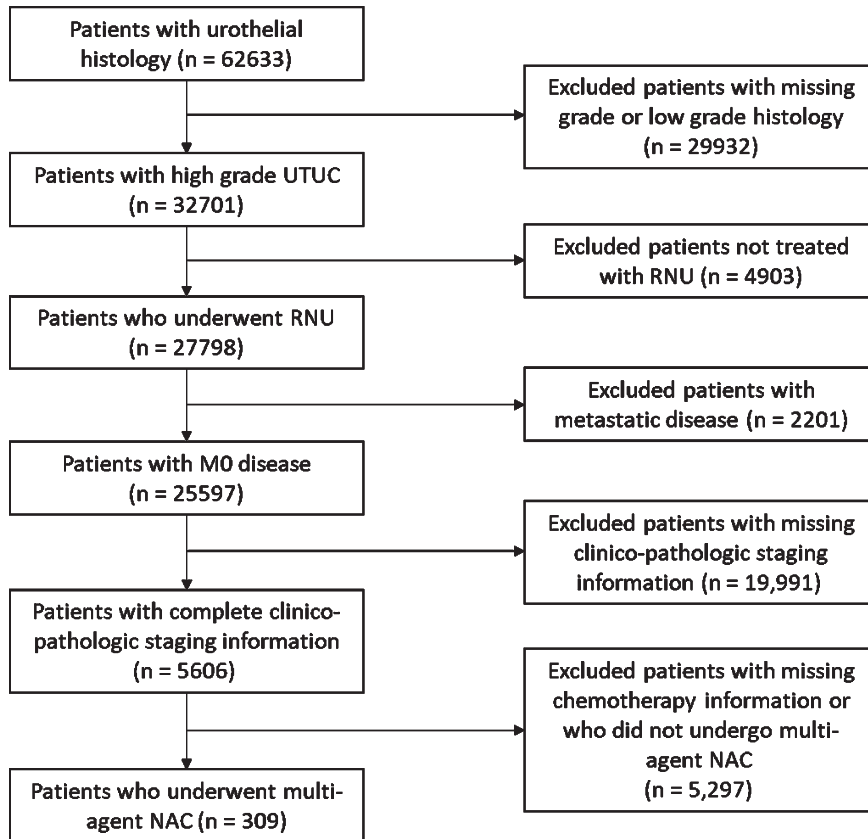 Patients with urothelial
histology (n = 62633)
Excluded patients with missing
grade or low grade histology
(n = 29932)
Patients with high grade UTUC
(n = 32701)
Excluded patients not treated
with RNU (n = 4903)
Patients who underwent RNU
(n = 27798)
Excluded patients with
metastatic disease (n = 2201)
Patients with M0 disease
(n = 25597)
Excluded patients with missing
clinico-pathologic staging
information (n = 19,991)
Patients with complete clinico-
pathologic staging information
(n = 5606)
Excluded patients with missing
chemotherapy information or
who did not undergo multi-
agent NAC
(n = 5,297)
Patients who underwent multi-
agent NAC (n = 309)